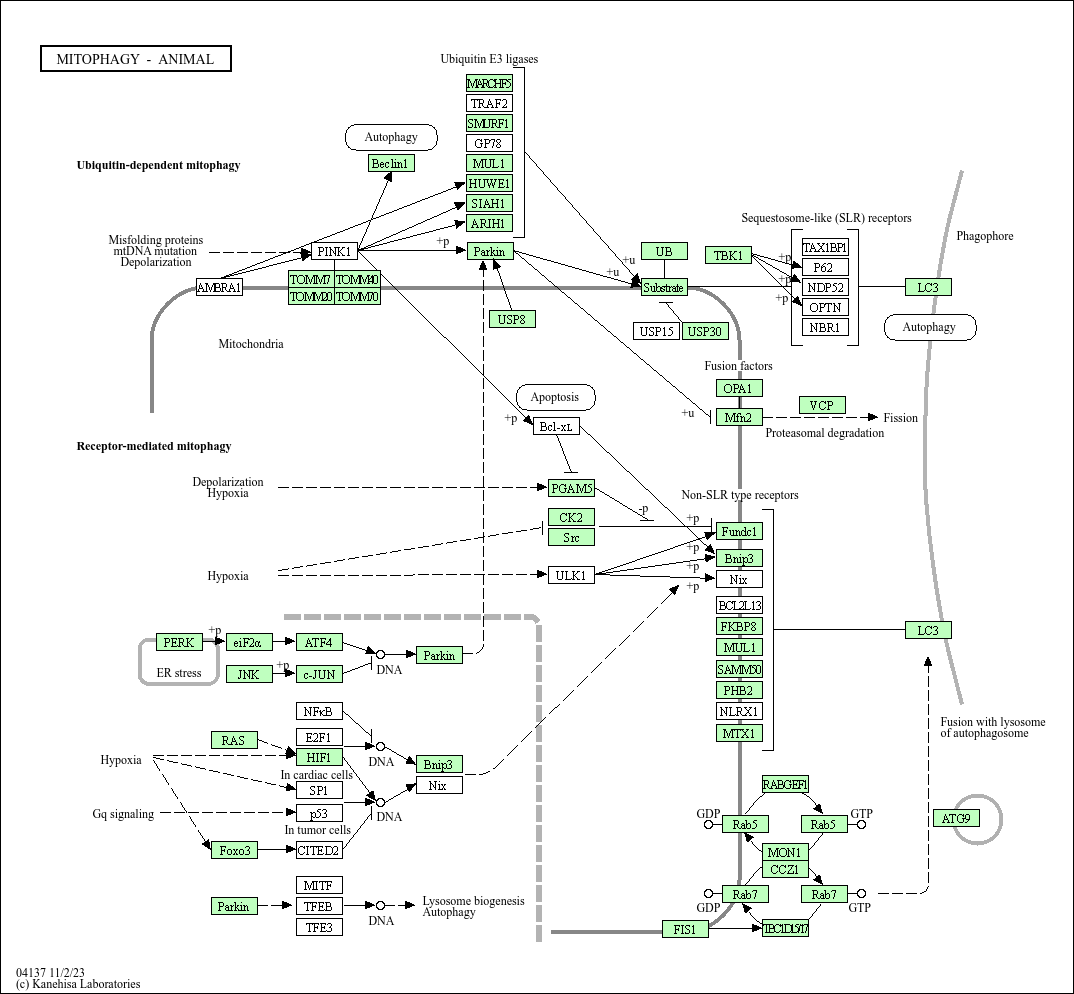 MITOPHAGY - ANIMAL
Ubiquitin E3 ligases
MARCHF5
TRAF2
SMURF1
GP78
MUL1
HUWE1
SIAH1
ARIH1
Autophagy
Beclin1
Ubiquitin-dependent mitophagy
Misfolding proteins
mtDNA mutation
Depolarization
PINK1
+p
Parkin
AMBRA1
TOMM7
TOMM40
TOMM20
TOMM70
USP8
Mitochondria
+u
+u
UB
Substrate
USP15
USP30
TBK1
+p
+p
+p
Sequestosome-like (SLR) receptors
TAX1BP1
P62
NDP52
OPTN
NBR1
Phagophore
LC3
Autophagy
Fusion factors
OPA1
+u
Mfn2
VCP
Fission
Proteasomal degradation
Apoptosis
+p
Bcl-xL
Receptor-mediated mitophagy
Depolarization
Hypoxia
PGAM5
-p
CK2
Src
Hypoxia
ULK1
Non-SLR type receptors
+p
+p
+p
+p
Fundc1
Bnip3
Nix
BCL2L13
FKBP8
MUL1
SAMM50
PHB2
NLRX1
MTX1
LC3
PERK
+p
eiF2α
ATF4
ER stress
JNK
+p
c-JUN
DNA
Parkin
NFκB
RAS
E2F1
HIF1
DNA
Bnip3
Nix
Hypoxia
In cardiac cells
SP1
Gq signaling
p53
DNA
In tumor cells
Foxo3
CITED2
MITF
Parkin
TFEB
TFE3
DNA
Lysosome biogenesis
Autophagy
Fusion with lysosome
of autophagosome
RABGEF1
GDP
Rab5
Rab5
GTP
MON1
CCZ1
GDP
Rab7
Rab7
GTP
FIS1
TBC1D15/17
ATG9
04137 11/2/23
(c) Kanehisa Laboratories